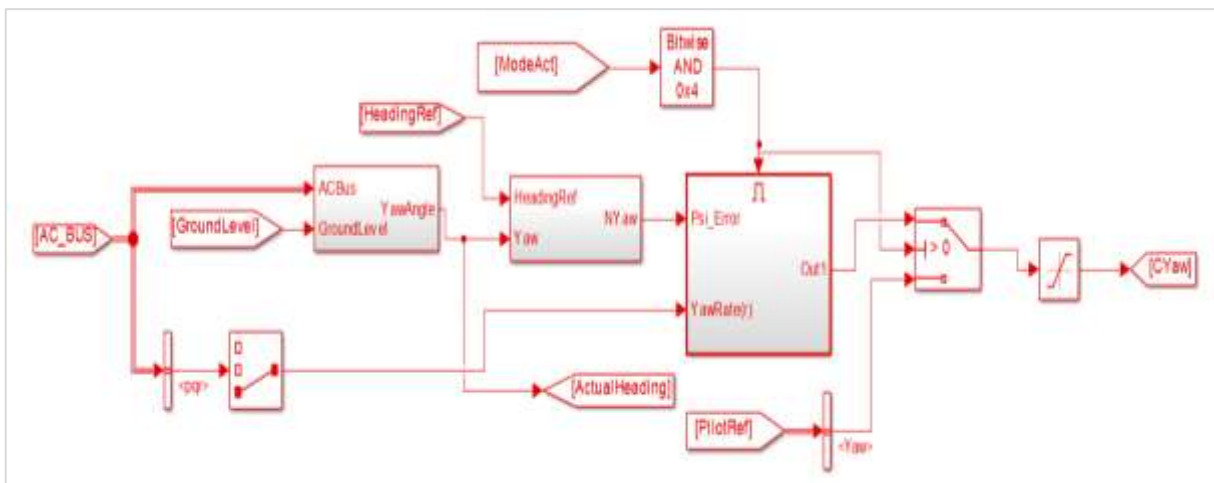 [ModeAct]
Bitwise
AND
0x4
[HeadingRef]
ACBus
YawAngle
GroundLevel
[GroundLevel]
[AC_BUS]
HeadingRef
NYaw
Yaw
Psi_Error
Out1
YawRate(r)
> 0
[CYaw]
<pqr>
[ActualHeading]
[PilotRef]
<Yaw>